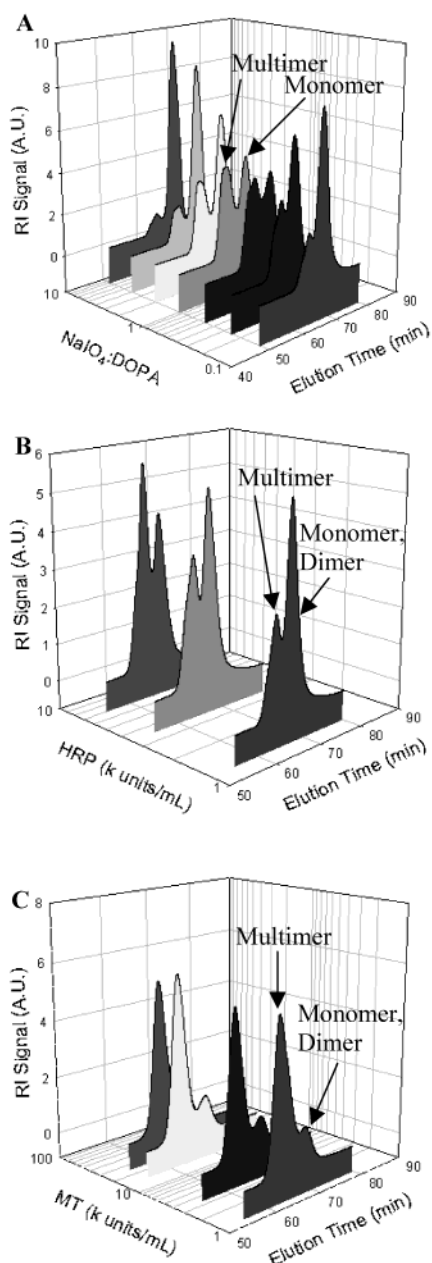 A
10
8
6
4
2
0
RI Signal (A.U.)
Multimer
Monomer
10
1
0.1
NaIO4:DOPA
40
50
60
70
80
90
Elution Time (min)
B
6
5
4
3
2
1
0
RI Signal (A.U.)
Multimer
Monomer,
Dimer
10
1
HRP (k units/mL)
50
60
70
80
90
Elution Time (min)
C
8
6
4
2
0
RI Signal (A.U.)
Multimer
Monomer,
Dimer
100
10
1
MT (k units/mL)
50
60
70
80
90
Elution Time (min)